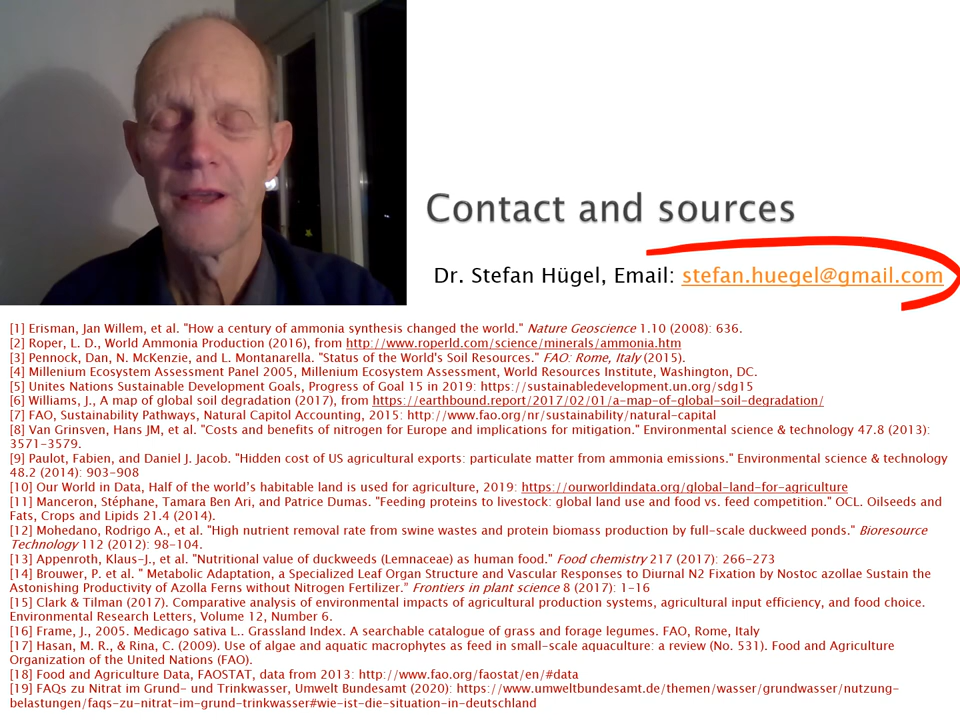 Contact and sources
Dr. Stefan Hügel, Email: stefan.huegel@gmail.com
[1] Erisman, Jan Willem, et al. "How a century of ammonia synthesis changed the world." Nature Geoscience 1.10 (2008): 636.
[2] Roper, L. D., World Ammonia Production (2016), from http://www.roperld.com/science/minerals/ammonia.htm
[3] Pennock, Dan, N. McKenzie, and L. Montanarella. "Status of the World's Soil Resources." FAO: Rome, Italy (2015).
[4] Millenium Ecosystem Assessment Panel 2005, Millenium Ecosystem Assessment, World Resources Institute, Washington, DC.
[5] Unites Nations Sustainable Development Goals, Progress of Goal 15 in 2019: https://sustainabledevelopment.un.org/sdg15
[6] Williams, J., A map of global soil degradation (2017), from https://earthbound.report/2017/02/01/a-map-of-global-soil-degradation/
[7] FAO, Sustainability Pathways, Natural Capitol Accounting, 2015: http://www.fao.org/nr/sustainability/natural-capital
[8] Van Grinsven, Hans JM, et al. "Costs and benefits of nitrogen for Europe and implications for mitigation." Environmental science & technology 47.8 (2013):
3571-3579.
[9] Paulot, Fabien, and Daniel J. Jacob. "Hidden cost of US agricultural exports: particulate matter from ammonia emissions." Environmental science & technology
48.2 (2014): 903-908
[10] Our World in Data, Half of the world's habitable land is used for agriculture, 2019: https://ourworldindata.org/global-land-for-agriculture
[11] Manceron, Stéphane, Tamara Ben Ari, and Patrice Dumas. "Feeding proteins to livestock: global land use and food vs. feed competition." OCL. Oilseeds and
Fats, Crops and Lipids 21.4 (2014).
[12] Mohedano, Rodrigo A., et al. "High nutrient removal rate from swine wastes and protein biomass production by full-scale duckweed ponds." Bioresource
Technology 112 (2012): 98-104.
[13] Appenroth, Klaus-J., et al. "Nutritional value of duckweeds (Lemnaceae) as human food." Food chemistry 217 (2017): 266-273
[14] Brouwer, P. et al. " Metabolic Adaptation, a Specialized Leaf Organ Structure and Vascular Responses to Diurnal N2 Fixation by Nostoc azollae Sustain the
Astonishing Productivity of Azolla Ferns without Nitrogen Fertilizer." Frontiers in plant science 8 (2017): 1-16
[15] Clark & Tilman (2017). Comparative analysis of environmental impacts of agricultural production systems, agricultural input efficiency, and food choice.
Environmental Research Letters, Volume 12, Number 6.
[16] Frame, J., 2005. Medicago sativa L.. Grassland Index. A searchable catalogue of grass and forage legumes. FAO, Rome, Italy
[17] Hasan, M. R., & Rina, C. (2009). Use of algae and aquatic macrophytes as feed in small-scale aquaculture: a review (No. 531). Food and Agriculture
Organization of the United Nations (FAO).
[18] Food and Agriculture Data, FAOSTAT, data from 2013: http://www.fao.org/faostat/en/#data
[19] FAQs zu Nitrat im Grund- und Trinkwasser, Umwelt Bundesamt (2020): https://www.umweltbundesamt.de/themen/wasser/grundwasser/nutzung-
belastungen/faqs-zu-nitrat-im-grund-trinkwasser#wie-ist-die-situation-in-deutschland